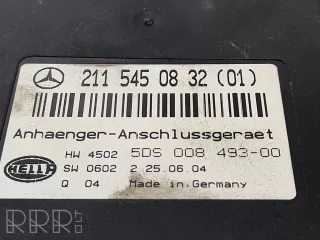 211 545 08 32 (01)
Anhaenger-Anschlussgeraet
HW 4502 5DS 008 493-00
HELLA SW 0602 2 25.06.04
Q 04 Made in Germany
RRR.LT